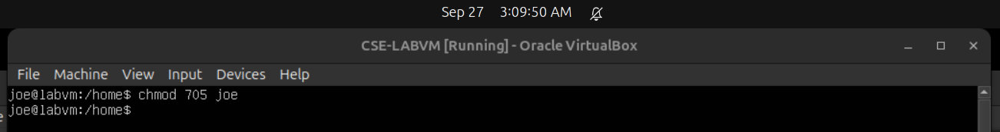 Sep 27 3:09:50 AM
CSE-LABVM [Running] - Oracle VirtualBox
File Machine View Input Devices Help
joe@labvm:/home$ chmod 705 joe
joe@labvm:/home$
e